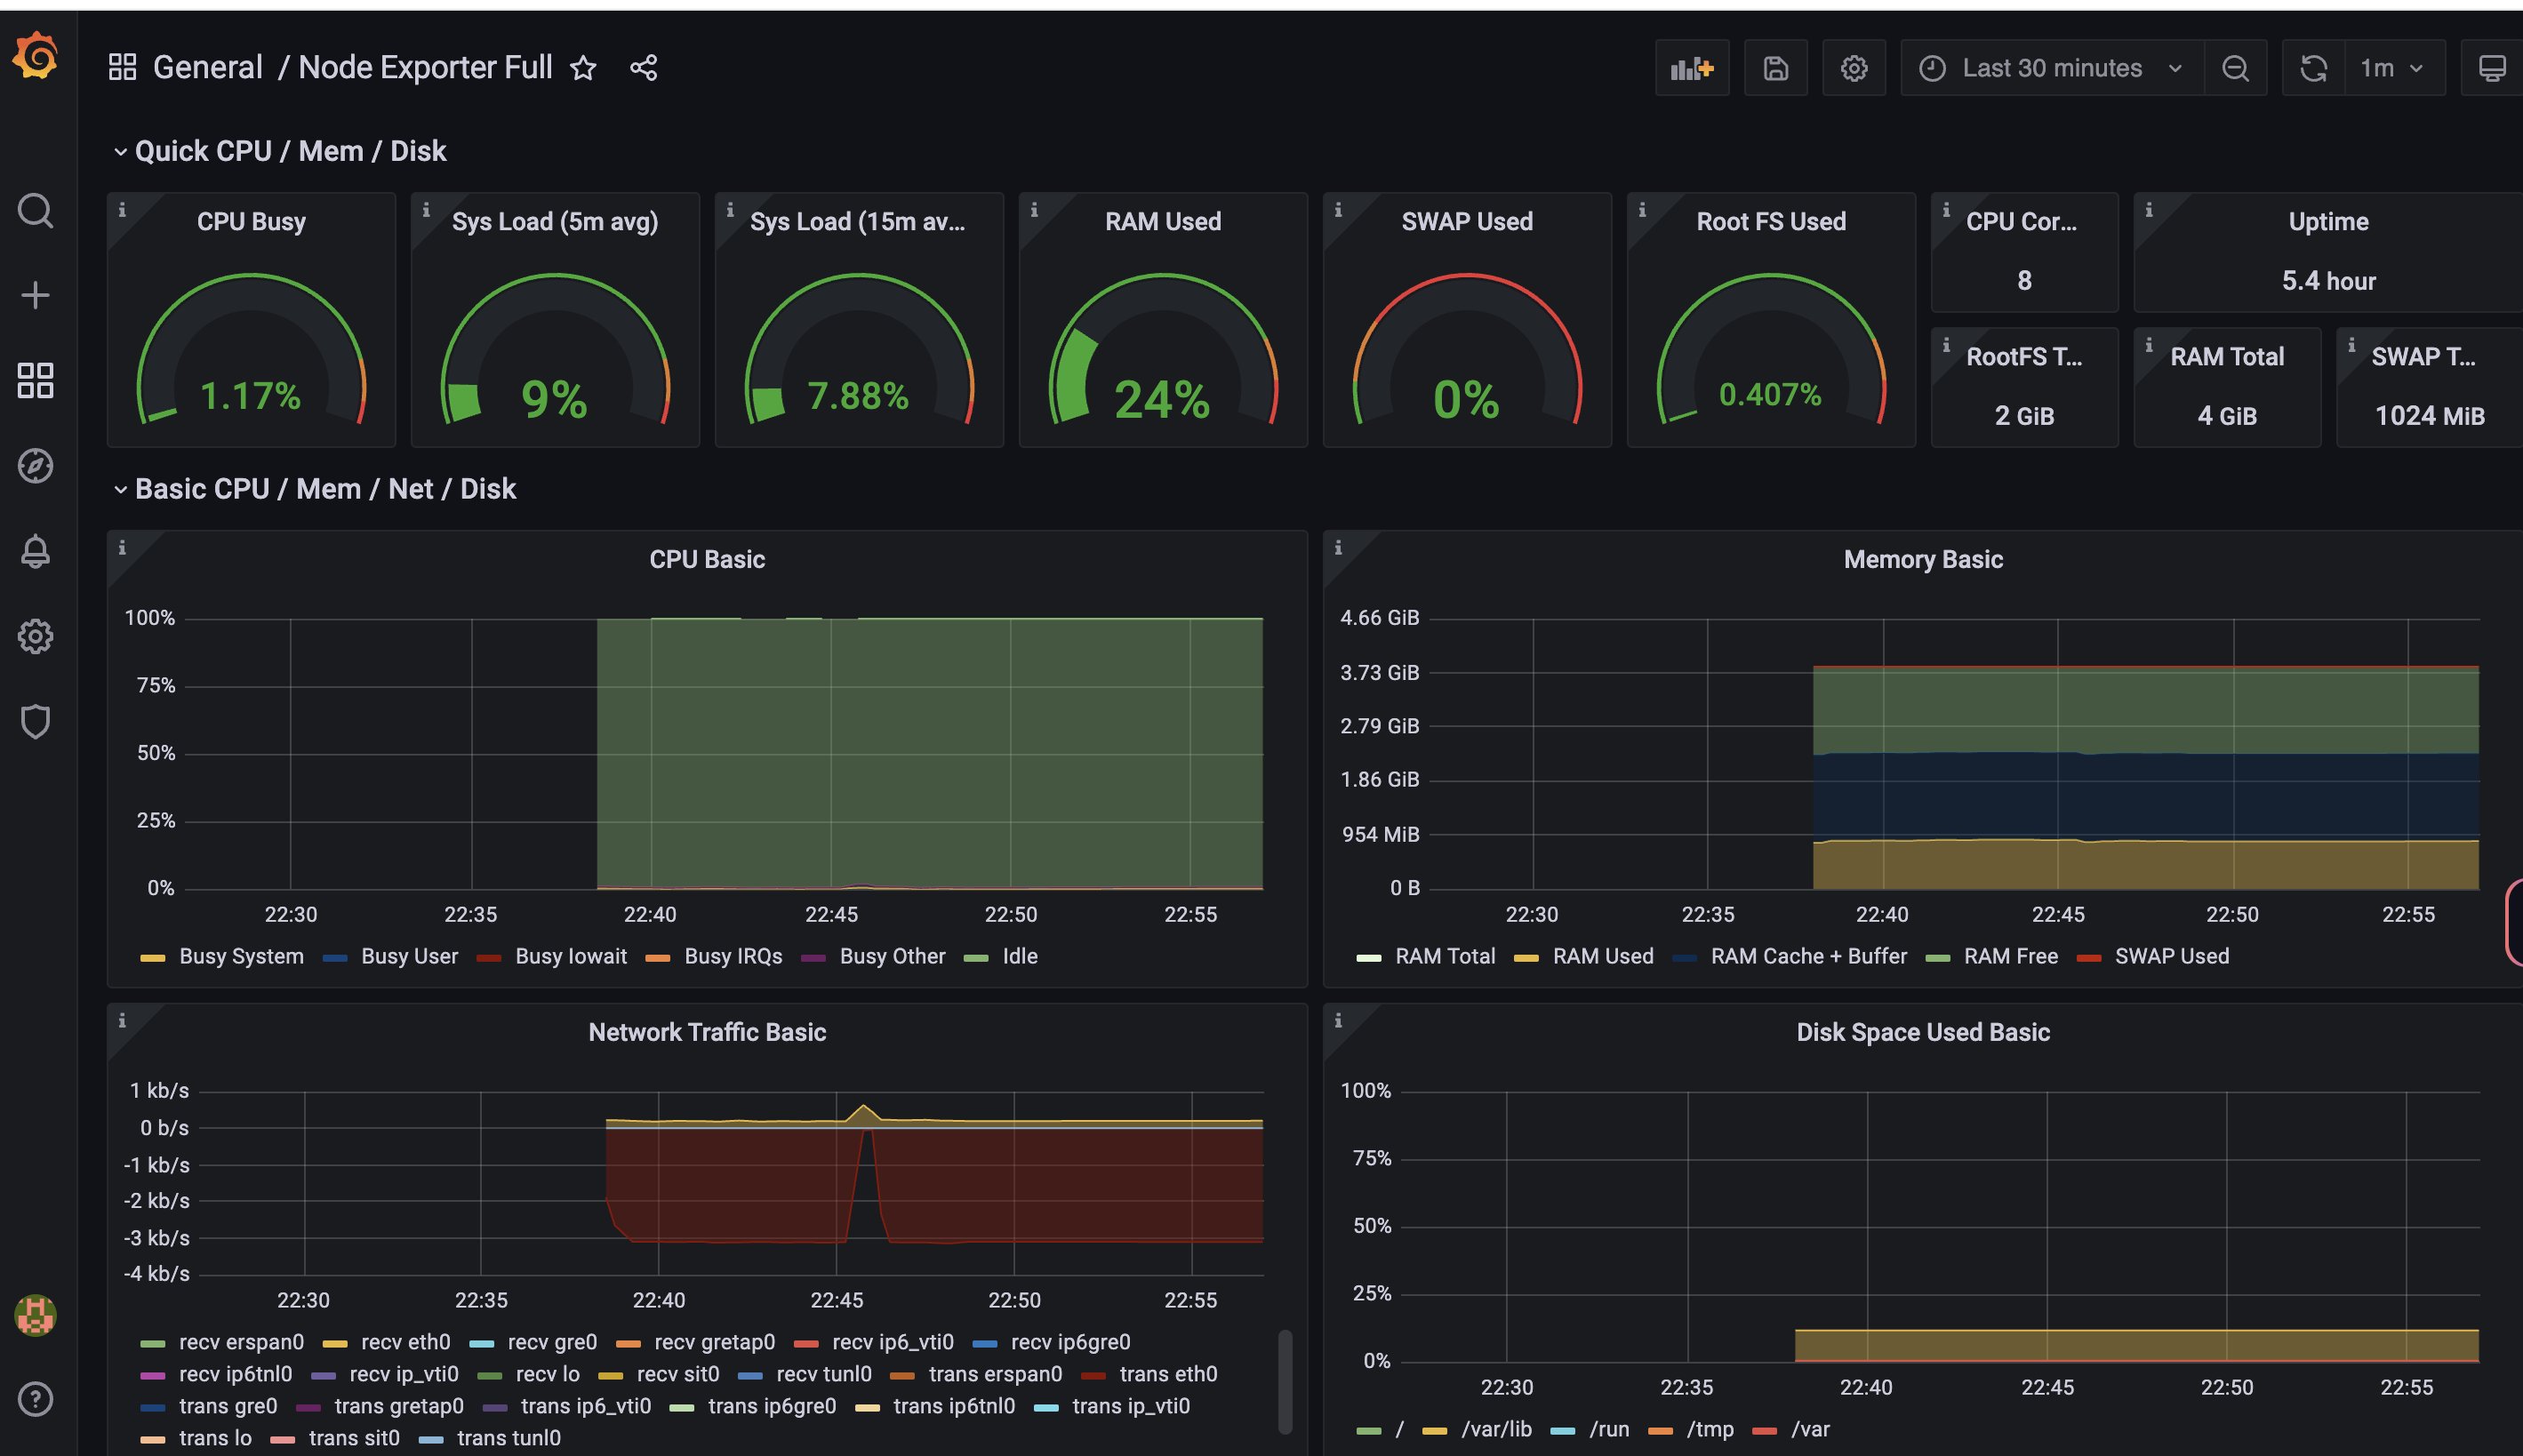 General / Node Exporter Full
Last 30 minutes
1m
Quick CPU / Mem / Disk
CPU Busy
1.17%
Sys Load (5m avg)
9%
Sys Load (15m av...
7.88%
RAM Used
24%
SWAP Used
0%
Root FS Used
0.407%
CPU Cor...
8
Uptime
5.4 hour
RootFS T...
2 GiB
RAM Total
4 GiB
SWAP T...
1024 MiB
Basic CPU / Mem / Net / Disk
CPU Basic
100%
75%
50%
25%
0%
22:30 22:35 22:40 22:45 22:50 22:55
Busy System Busy User Busy Iowait Busy IRQs Busy Other Idle
Memory Basic
4.66 GiB
3.73 GiB
2.79 GiB
1.86 GiB
954 MiB
0 B
22:30 22:35 22:40 22:45 22:50 22:55
RAM Total RAM Used RAM Cache + Buffer RAM Free SWAP Used
Network Traffic Basic
1 kb/s
0 b/s
-1 kb/s
-2 kb/s
-3 kb/s
-4 kb/s
22:30 22:35 22:40 22:45 22:50 22:55
recv erspan0 recv eth0 recv gre0 recv gretap0 recv ip6_vti0 recv ip6gre0
recv ip6tnl0 recv ip_vti0 recv lo recv sit0 recv tunl0 trans erspan0 trans eth0
trans gre0 trans gretap0 trans ip6_vti0 trans ip6gre0 trans ip6tnl0 trans ip_vti0
trans lo trans sit0 trans tunl0
Disk Space Used Basic
100%
75%
50%
25%
0%
22:30 22:35 22:40 22:45 22:50 22:55
/ /var/lib /run /tmp /var